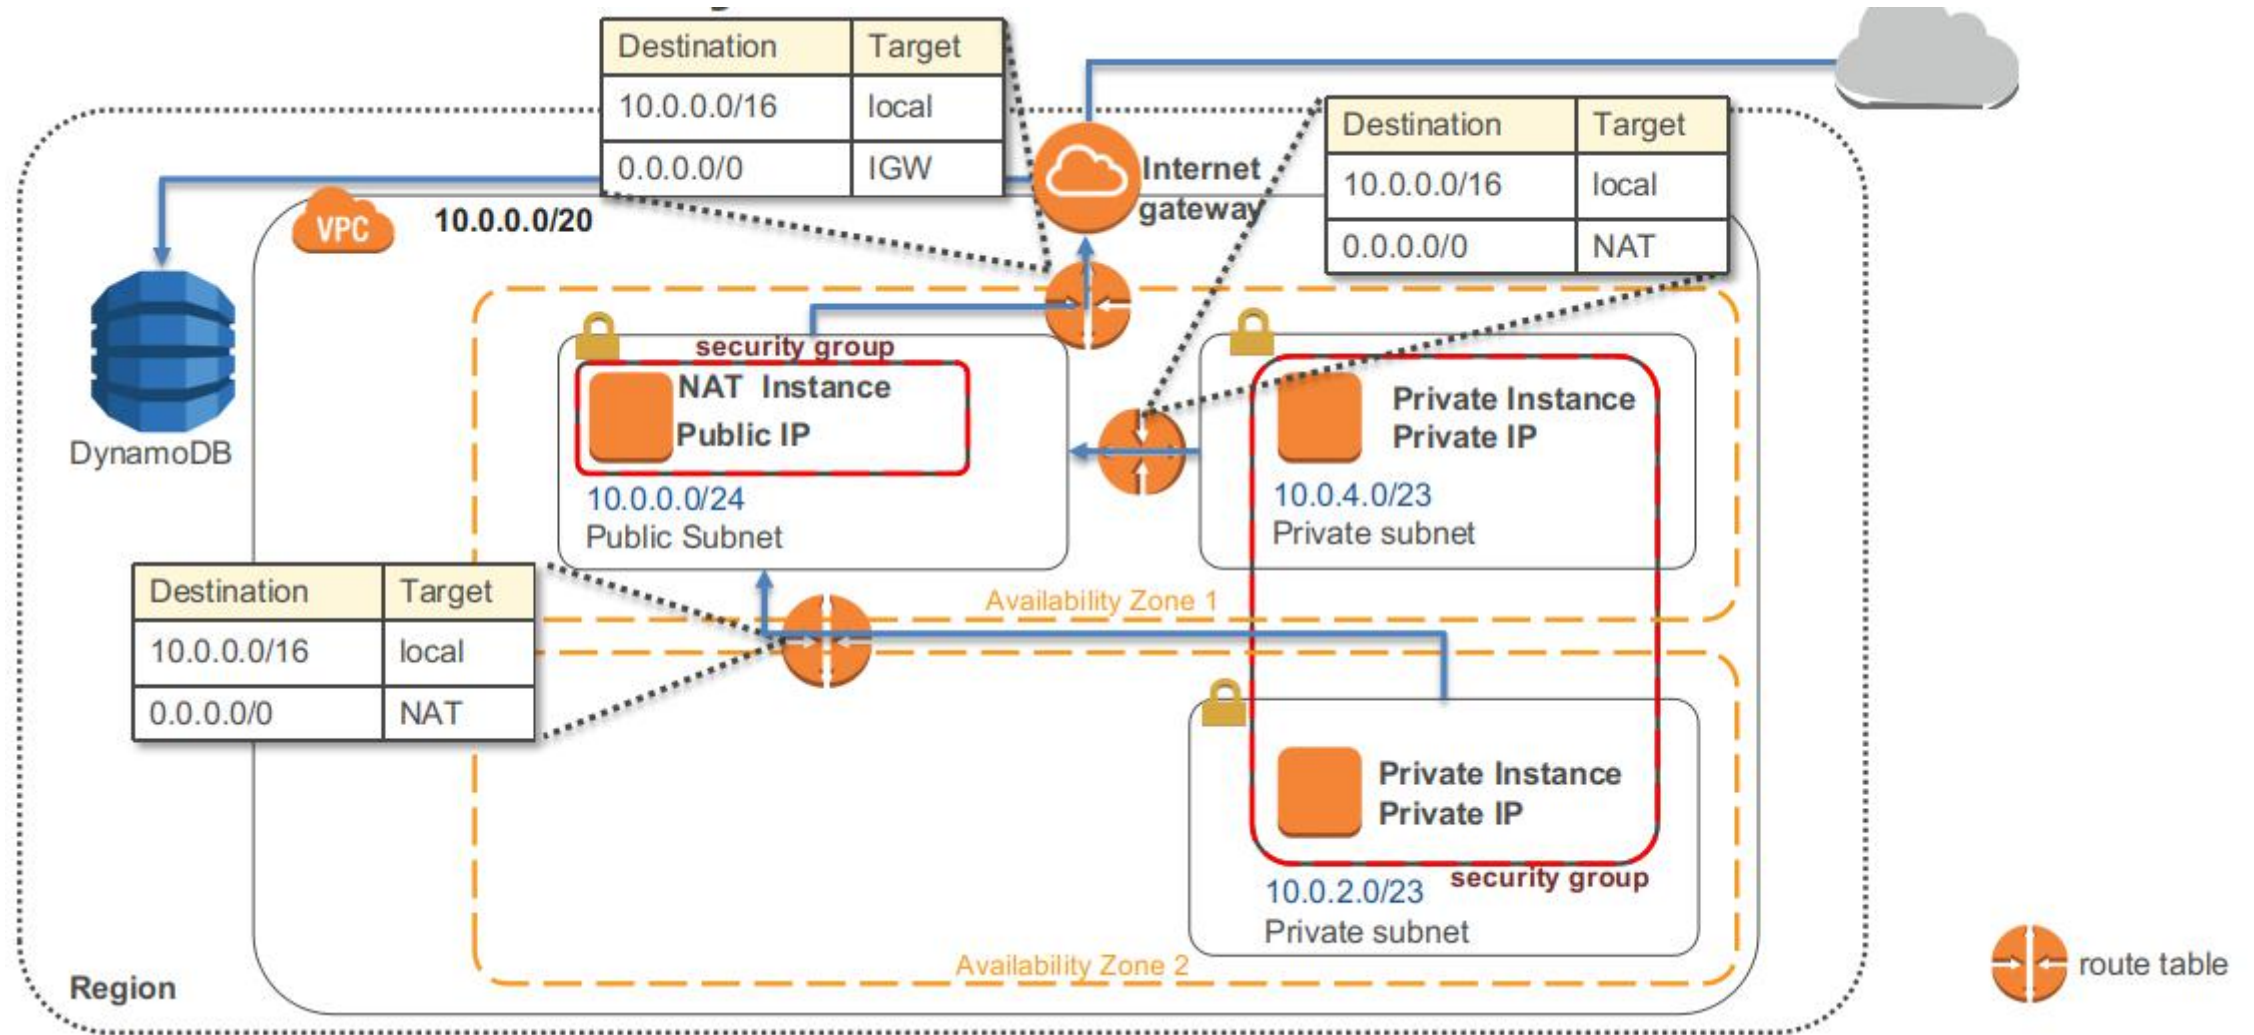 Destination Target
10.0.0.0/16 local
0.0.0.0/0 IGW
Destination Target
10.0.0.0/16 local
0.0.0.0/0 NAT
Internet
gateway
VPC
10.0.0.0/20
DynamoDB
security group
NAT Instance
Public IP
10.0.0.0/24
Public Subnet
Private Instance
Private IP
10.0.4.0/23
Private subnet
Availability Zone 1
Destination Target
10.0.0.0/16 local
0.0.0.0/0 NAT
Private Instance
Private IP
security group
10.0.2.0/23
Private subnet
Availability Zone 2
Region
route table